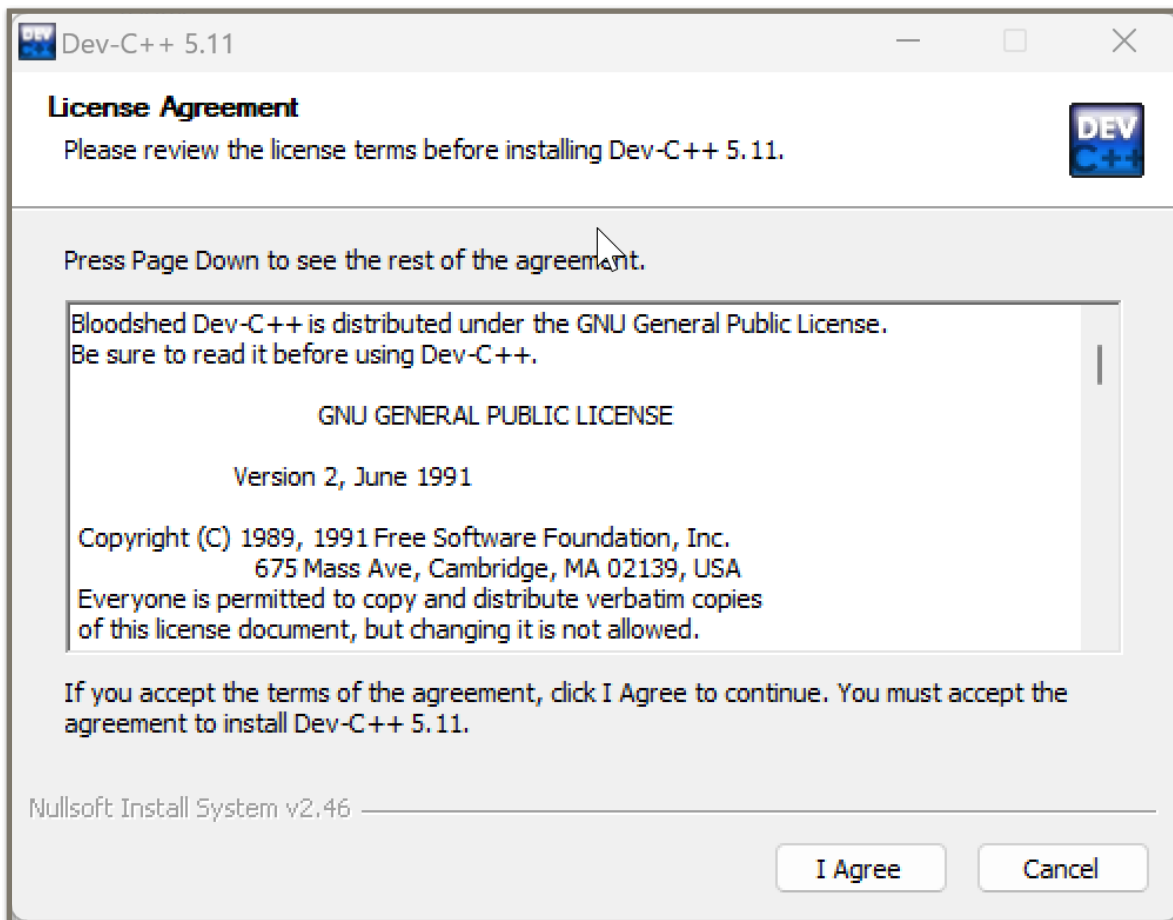 Dev-C++ 5.11
License Agreement
Please review the license terms before installing Dev-C++ 5.11.
DEV
C++
Press Page Down to see the rest of the agreement.
Bloodshed Dev-C++ is distributed under the GNU General Public License.
Be sure to read it before using Dev-C++.
GNU GENERAL PUBLIC LICENSE
Version 2, June 1991
Copyright (C) 1989, 1991 Free Software Foundation, Inc.
675 Mass Ave, Cambridge, MA 02139, USA
Everyone is permitted to copy and distribute verbatim copies
of this license document, but changing it is not allowed.
If you accept the terms of the agreement, click I Agree to continue. You must accept the
agreement to install Dev-C++ 5.11.
Nullsoft Install System v2.46
I Agree
Cancel